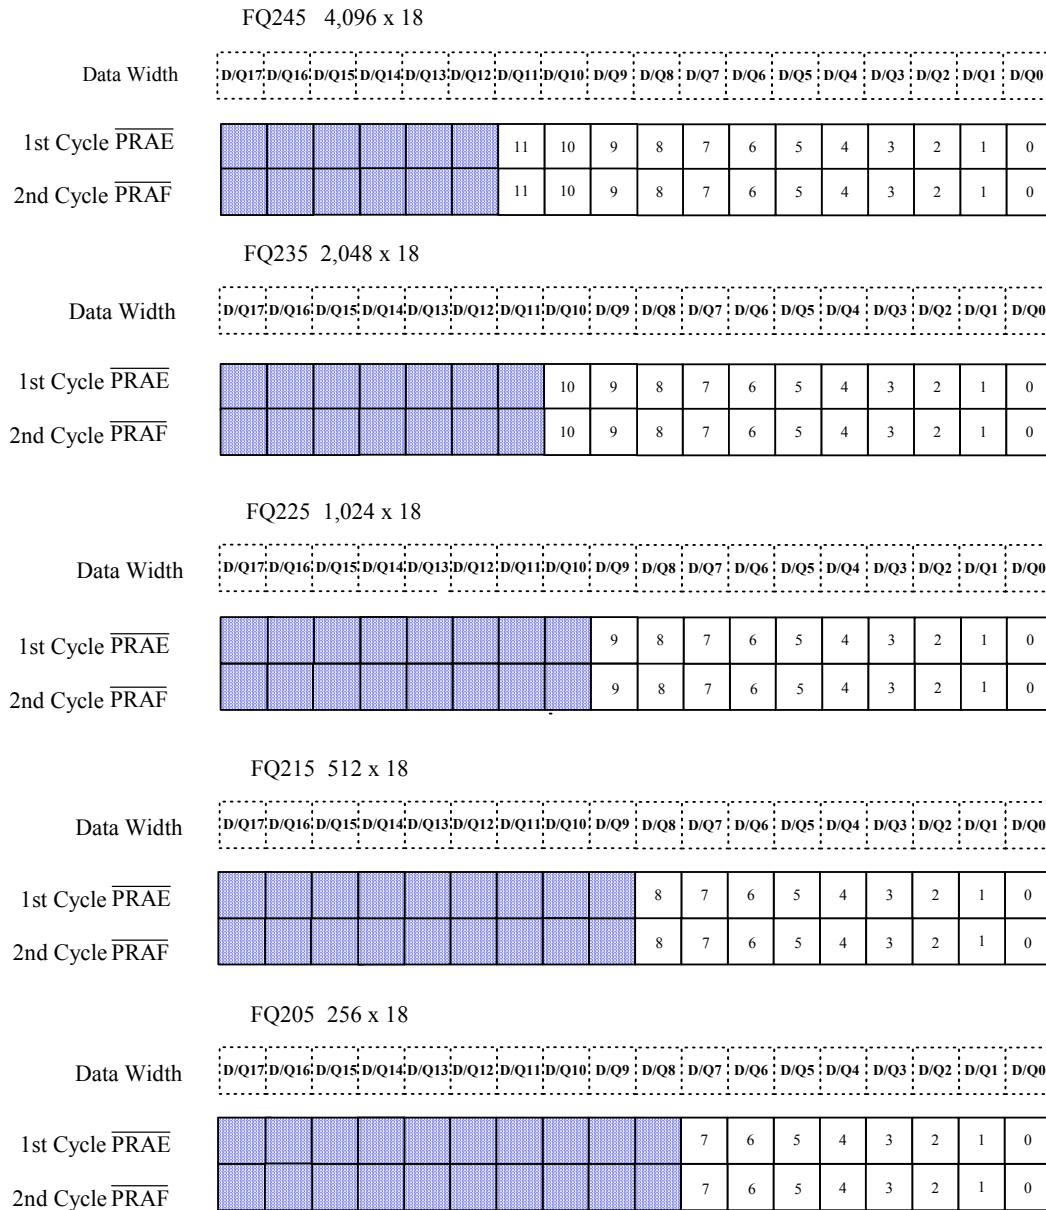 FQ245 4,096 x 18
Data Width D/Q17 D/Q16 D/Q15 D/Q14 D/Q13 D/Q12 D/Q11 D/Q10 D/Q9 D/Q8 D/Q7 D/Q6 D/Q5 D/Q4 D/Q3 D/Q2 D/Q1 D/Q0
1st Cycle PRAE 11 10 9 8 7 6 5 4 3 2 1 0
2nd Cycle PRAF 11 10 9 8 7 6 5 4 3 2 1 0
FQ235 2,048 x 18
Data Width D/Q17 D/Q16 D/Q15 D/Q14 D/Q13 D/Q12 D/Q11 D/Q10 D/Q9 D/Q8 D/Q7 D/Q6 D/Q5 D/Q4 D/Q3 D/Q2 D/Q1 D/Q0
1st Cycle PRAE 10 9 8 7 6 5 4 3 2 1 0
2nd Cycle PRAF 10 9 8 7 6 5 4 3 2 1 0
FQ225 1,024 x 18
Data Width D/Q17 D/Q16 D/Q15 D/Q14 D/Q13 D/Q12 D/Q11 D/Q10 D/Q9 D/Q8 D/Q7 D/Q6 D/Q5 D/Q4 D/Q3 D/Q2 D/Q1 D/Q0
1st Cycle PRAE 9 8 7 6 5 4 3 2 1 0
2nd Cycle PRAF 9 8 7 6 5 4 3 2 1 0
FQ215 512 x 18
Data Width D/Q17 D/Q16 D/Q15 D/Q14 D/Q13 D/Q12 D/Q11 D/Q10 D/Q9 D/Q8 D/Q7 D/Q6 D/Q5 D/Q4 D/Q3 D/Q2 D/Q1 D/Q0
1st Cycle PRAE 8 7 6 5 4 3 2 1 0
2nd Cycle PRAF 8 7 6 5 4 3 2 1 0
FQ205 256 x 18
Data Width D/Q17 D/Q16 D/Q15 D/Q14 D/Q13 D/Q12 D/Q11 D/Q10 D/Q9 D/Q8 D/Q7 D/Q6 D/Q5 D/Q4 D/Q3 D/Q2 D/Q1 D/Q0
1st Cycle PRAE 7 6 5 4 3 2 1 0
2nd Cycle PRAF 7 6 5 4 3 2 1 0